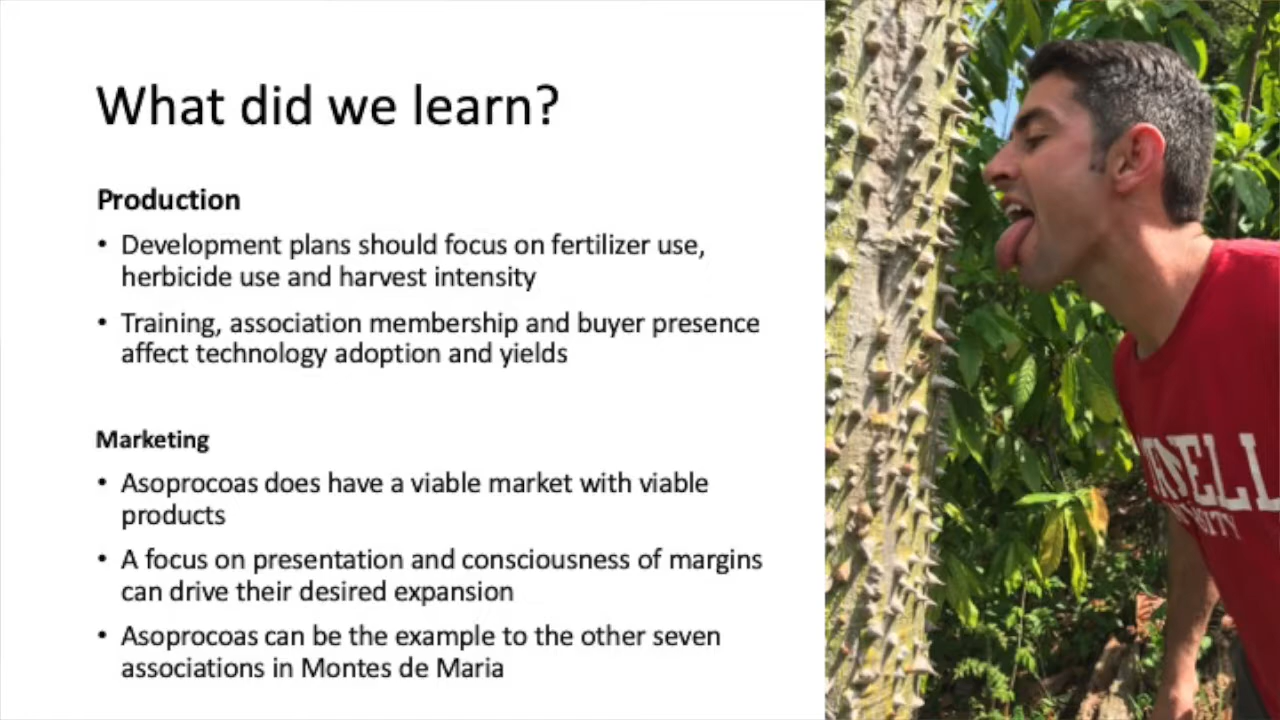 What did we learn?
Production
• Development plans should focus on fertilizer use,
herbicide use and harvest intensity
• Training, association membership and buyer presence
affect technology adoption and yields
Marketing
• Asoprocoas does have a viable market with viable
products
• A focus on presentation and consciousness of margins
can drive their desired expansion
• Asoprocoas can be the example to the other seven
associations in Montes de Maria